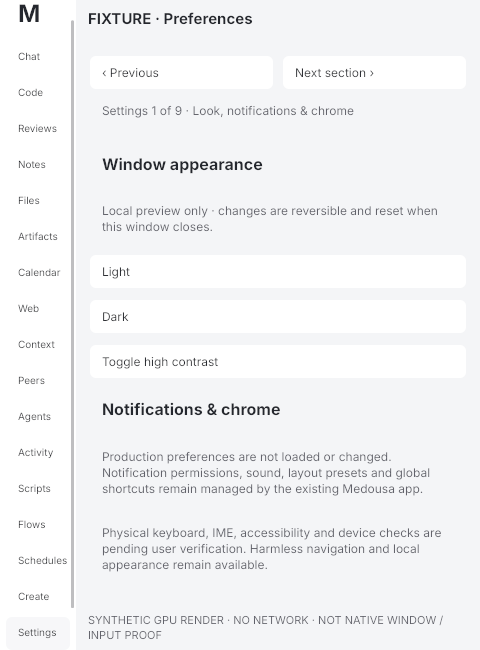 M
Chat
Code
Reviews
Notes
Files
Artifacts
Calendar
Web
Context
Peers
Agents
Activity
Scripts
Flows
Schedules
Create
Settings
FIXTURE · Preferences
‹ Previous
Next section ›
Settings 1 of 9 · Look, notifications & chrome
Window appearance
Local preview only · changes are reversible and reset when
this window closes.
Light
Dark
Toggle high contrast
Notifications & chrome
Production preferences are not loaded or changed.
Notification permissions, sound, layout presets and global
shortcuts remain managed by the existing Medousa app.
Physical keyboard, IME, accessibility and device checks are
pending user verification. Harmless navigation and local
appearance remain available.
SYNTHETIC GPU RENDER · NO NETWORK · NOT NATIVE WINDOW /
INPUT PROOF